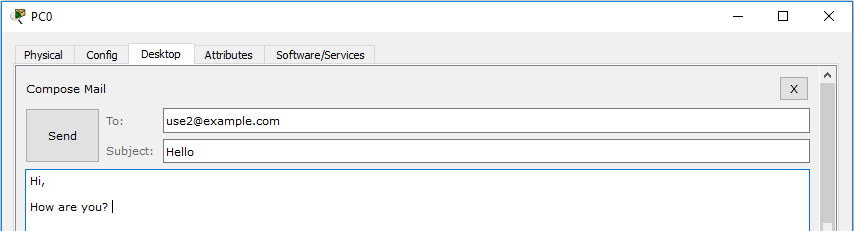 PC0
Physical Config Desktop Attributes Software/Services
Compose Mail X
Send
To: use2@example.com
Subject: Hello
Hi,
How are you?